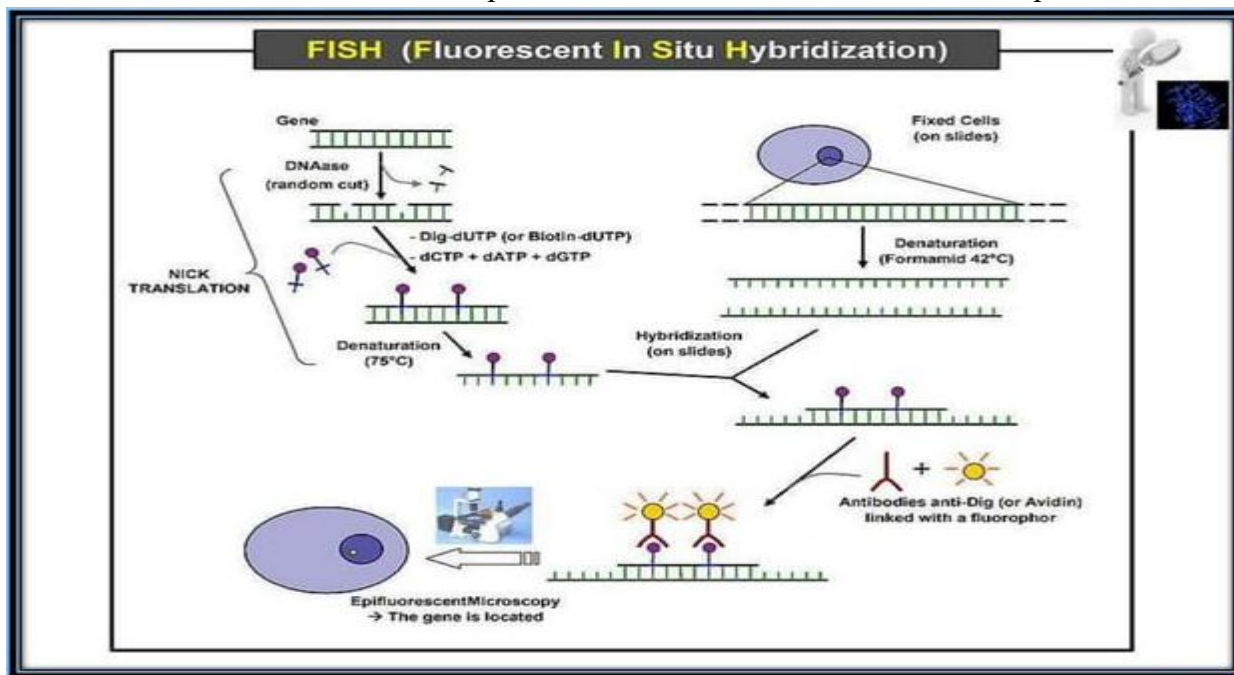 FISH (Fluorescent In Situ Hybridization)
Gene
DNAase
(random cut)
- Dig-dUTP (or Biotin-dUTP)
- dCTP + dATP + dGTP
NICK
TRANSLATION
Denaturation
(75°C)
Fixed Cells
(on slides)
Denaturation
(Formamid 42°C)
Hybridization
(on slides)
+
Antibodies anti-Dig (or Avidin)
linked with a fluorophor
EpifluorescentMicroscopy
→ The gene is located